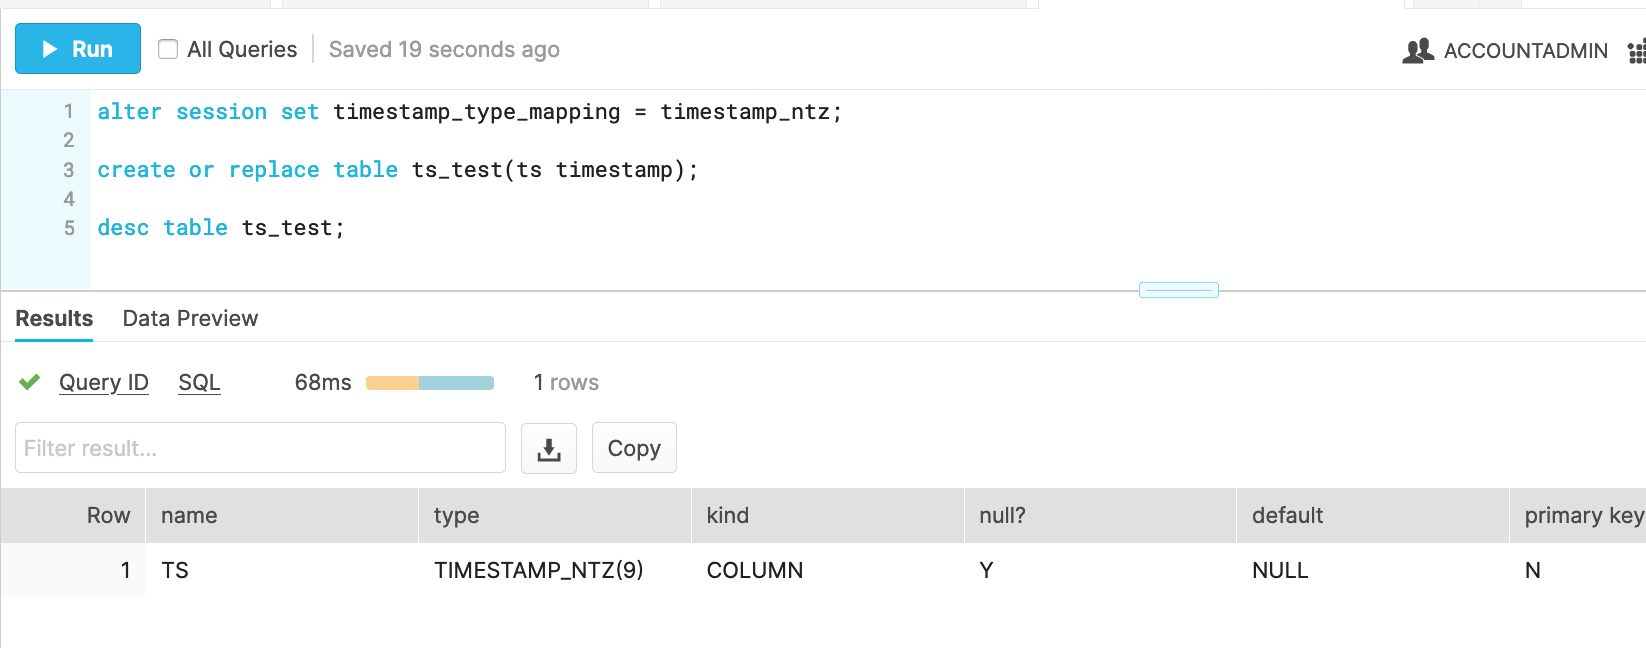 Run All Queries Saved 19 seconds ago ACCOUNTADMIN
1 alter session set timestamp_type_mapping = timestamp_ntz;
2
3 create or replace table ts_test(ts timestamp);
4
5 desc table ts_test;
Results Data Preview
Query ID SQL 68ms 1 rows
Filter result... Copy
Row name type kind null? default primary key
1 TS TIMESTAMP_NTZ(9) COLUMN Y NULL N